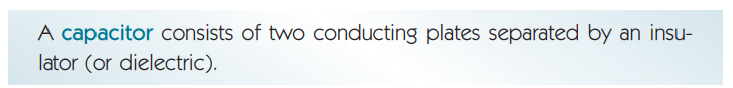 A capacitor consists of two conducting plates separated by an insu-
lator (or dielectric).